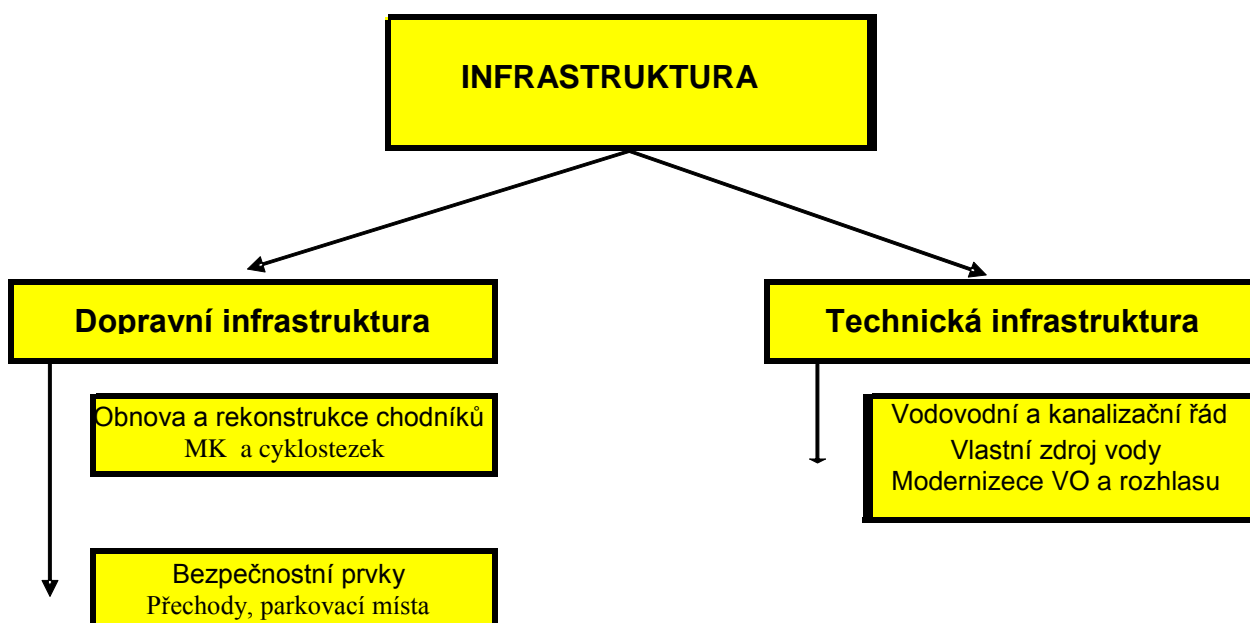 INFRASTRUKTURA
Dopravní infrastruktura
Technická infrastruktura
Obnova a rekonstrukce chodníků
MK a cyklostezek
Vodovodní a kanalizační řád
Vlastní zdroj vody
Modernizece VO a rozhlasu
Bezpečnostní prvky
Přechody, parkovací místa